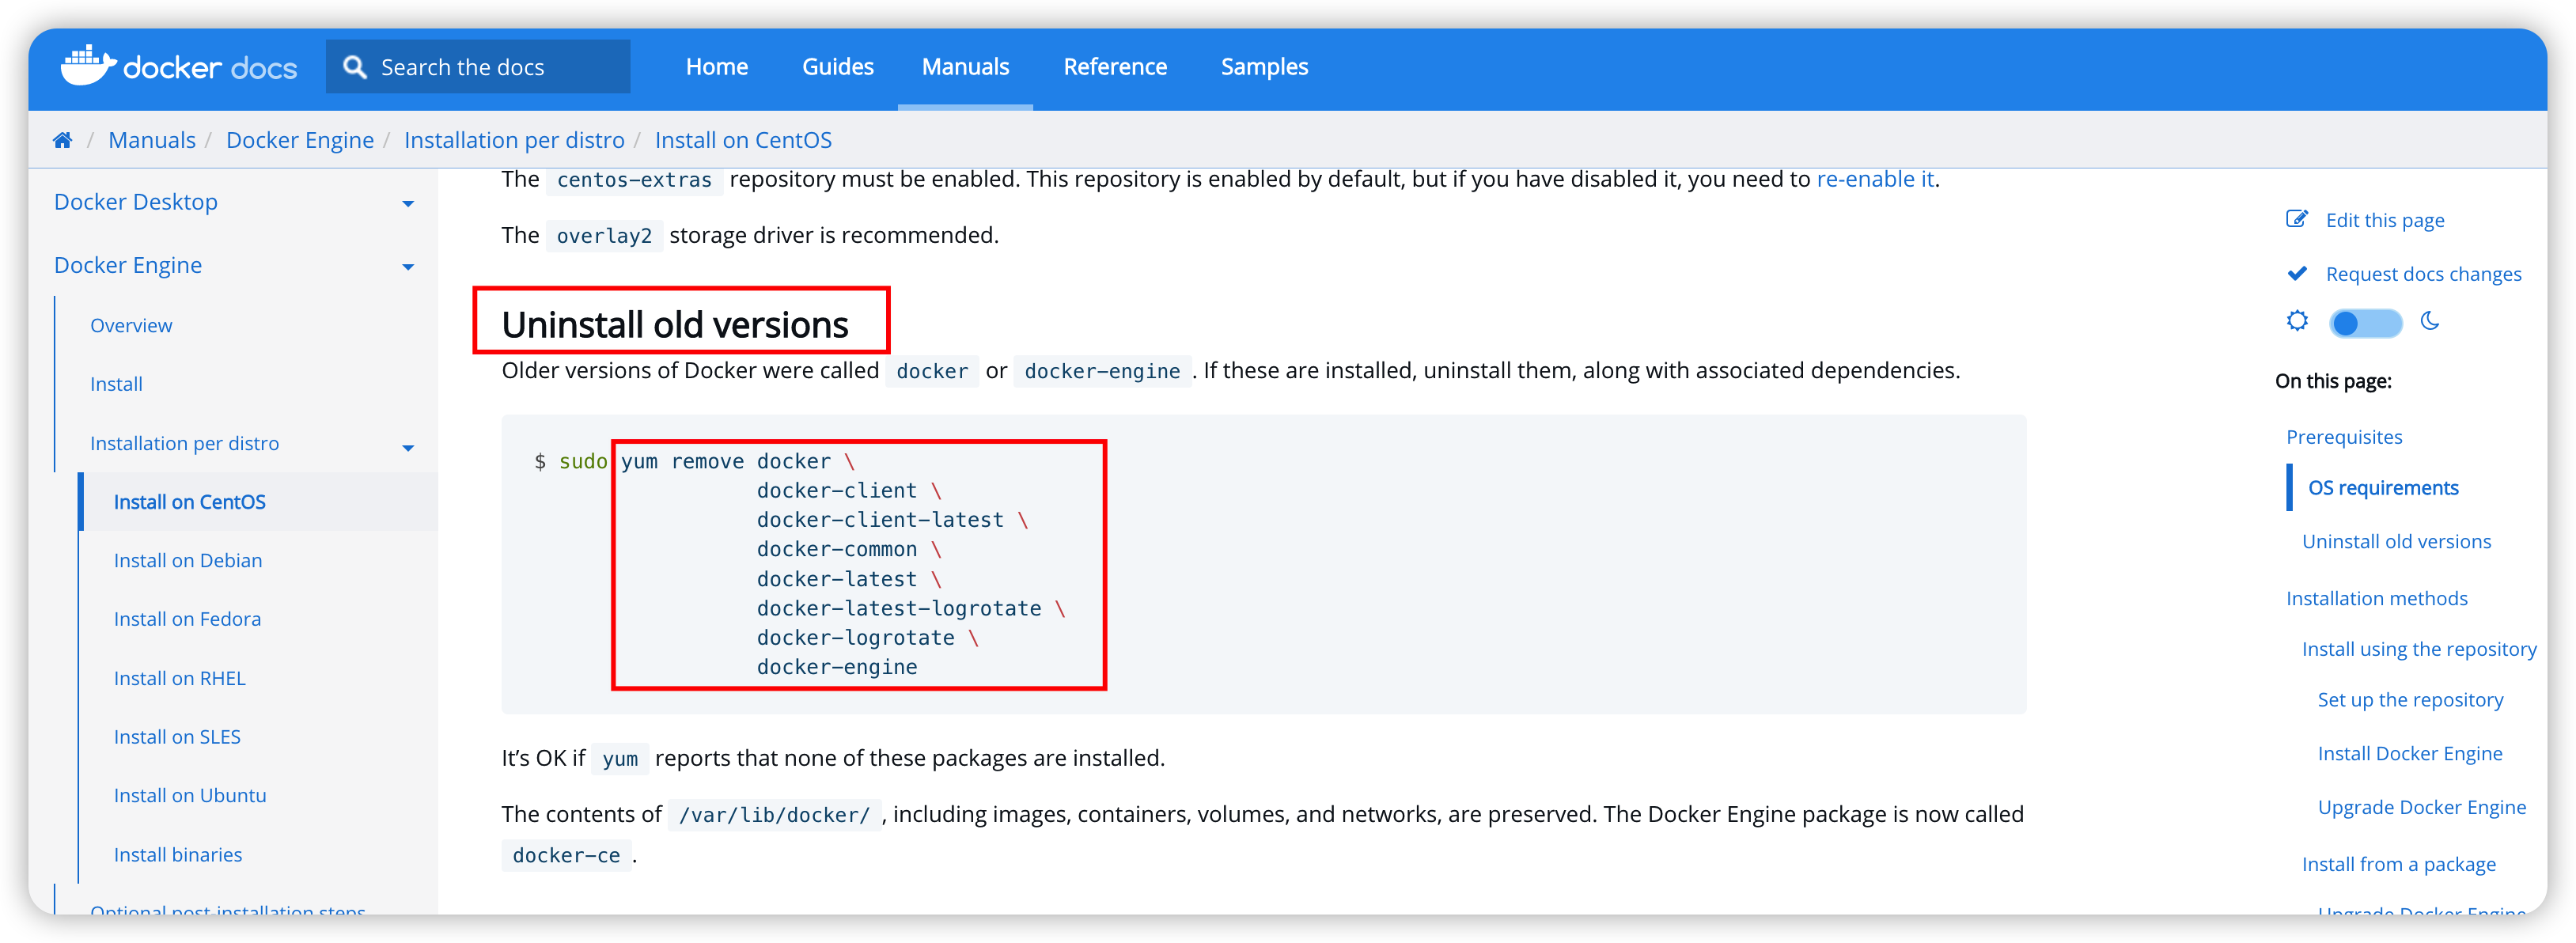 docker docs
Search the docs
Home Guides Manuals Reference Samples
/ Manuals / Docker Engine / Installation per distro / Install on CentOS
Docker Desktop
Docker Engine
Overview
Install
Installation per distro
Install on CentOS
Install on Debian
Install on Fedora
Install on RHEL
Install on SLES
Install on Ubuntu
Install binaries
Optional post-installation steps
The centos-extras repository must be enabled. This repository is enabled by default, but if you have disabled it, you need to re-enable it.
The overlay2 storage driver is recommended.
Uninstall old versions
Older versions of Docker were called docker or docker-engine . If these are installed, uninstall them, along with associated dependencies.
$ sudo yum remove docker \
docker-client \
docker-client-latest \
docker-common \
docker-latest \
docker-latest-logrotate \
docker-logrotate \
docker-engine
It’s OK if yum reports that none of these packages are installed.
The contents of /var/lib/docker/ , including images, containers, volumes, and networks, are preserved. The Docker Engine package is now called
docker-ce .
Edit this page
Request docs changes
On this page:
Prerequisites
OS requirements
Uninstall old versions
Installation methods
Install using the repository
Set up the repository
Install Docker Engine
Upgrade Docker Engine
Install from a package
Upgrade Docker Engine